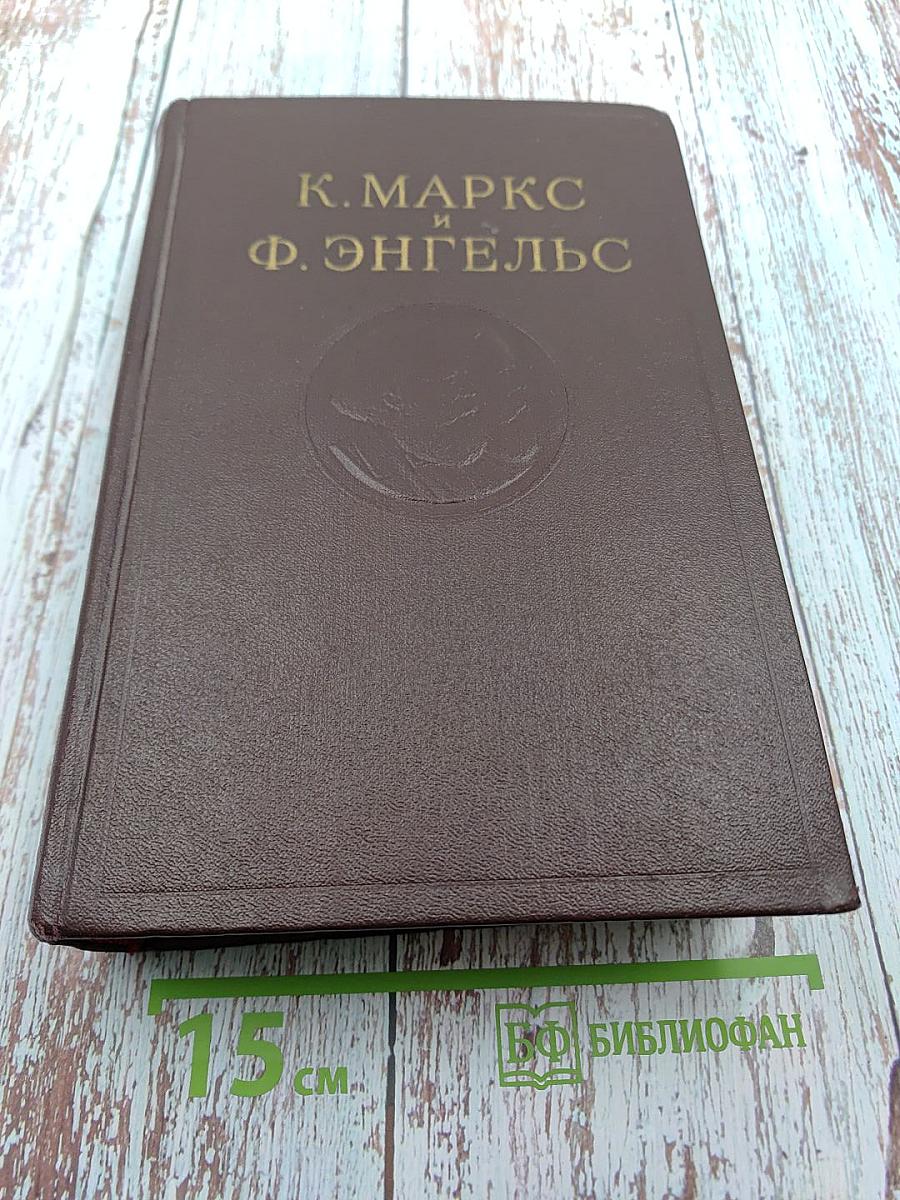 К. МАРКС
и
Ф. ЭНГЕЛЬС
15 см
БФ БИБЛИОФАН